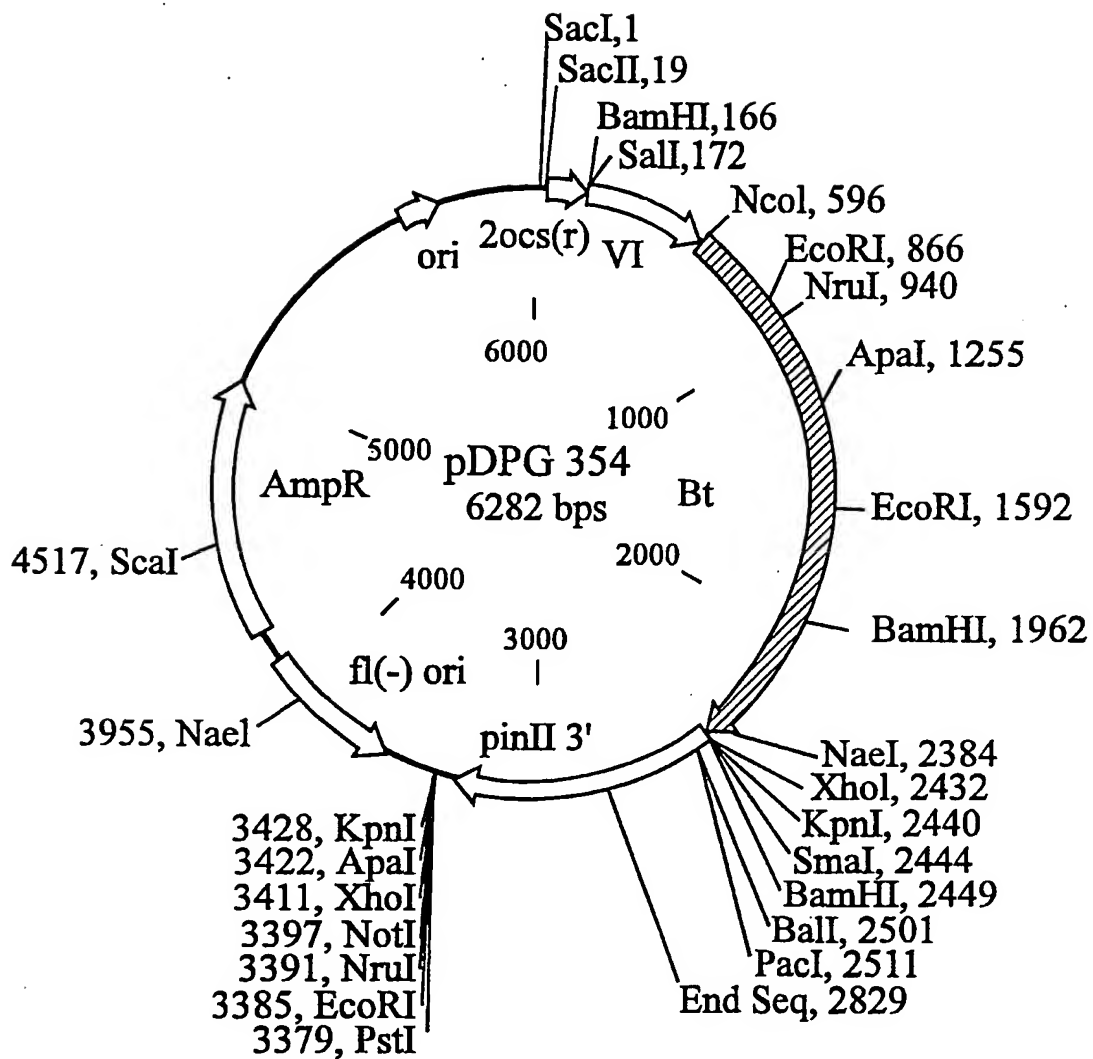 SacI,1
SacII,19
BamHI,166
SalI,172
NcoI, 596
EcoRI, 866
NruI, 940
ApaI, 1255
EcoRI, 1592
BamHI, 1962
NaeI, 2384
XhoI, 2432
KpnI, 2440
SmaI, 2444
BamHI, 2449
BalI, 2501
PacI, 2511
End Seq, 2829
3379, PstI
3385, EcoRI
3391, NruI
3397, NotI
3411, XhoI
3422, ApaI
3428, KpnI
3955, NaeI
4517, ScaI
ori
2ocs(r)
VI
Bt
pinII 3'
fl(-) ori
AmpR
6000
1000
2000
3000
4000
5000
pDPG 354
6282 bps